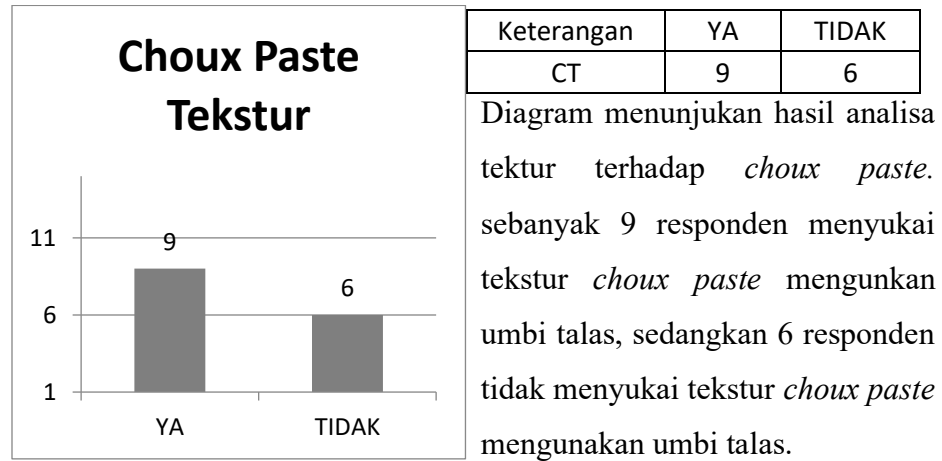 Choux Paste
Tekstur
11
6
1
9
6
YA
TIDAK
Keterangan YA TIDAK
CT 9 6
Diagram menunjukan hasil analisa
tektur terhadap choux paste.
sebanyak 9 responden menyukai
tekstur choux paste mengunkan
umbi talas, sedangkan 6 responden
tidak menyukai tekstur choux paste
mengunakan umbi talas.